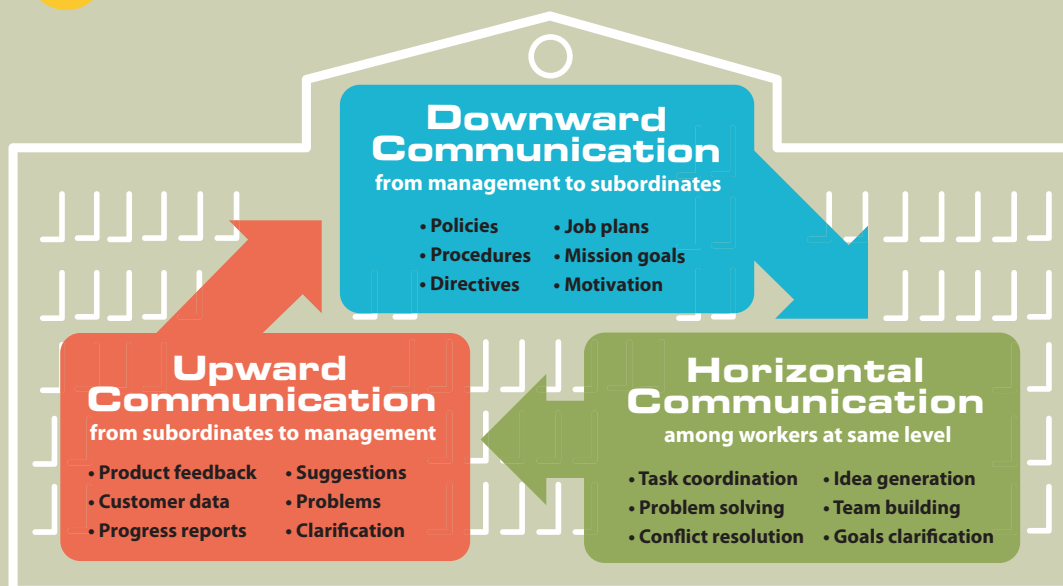 Downward
Communication
from management to subordinates
• Policies
• Procedures
• Directives
• Job plans
• Mission goals
• Motivation
Upward
Communication
from subordinates to management
• Product feedback
• Customer data
• Progress reports
• Suggestions
• Problems
• Clarification
Horizontal
Communication
among workers at same level
• Task coordination
• Problem solving
• Conflict resolution
• Idea generation
• Team building
• Goals clarification